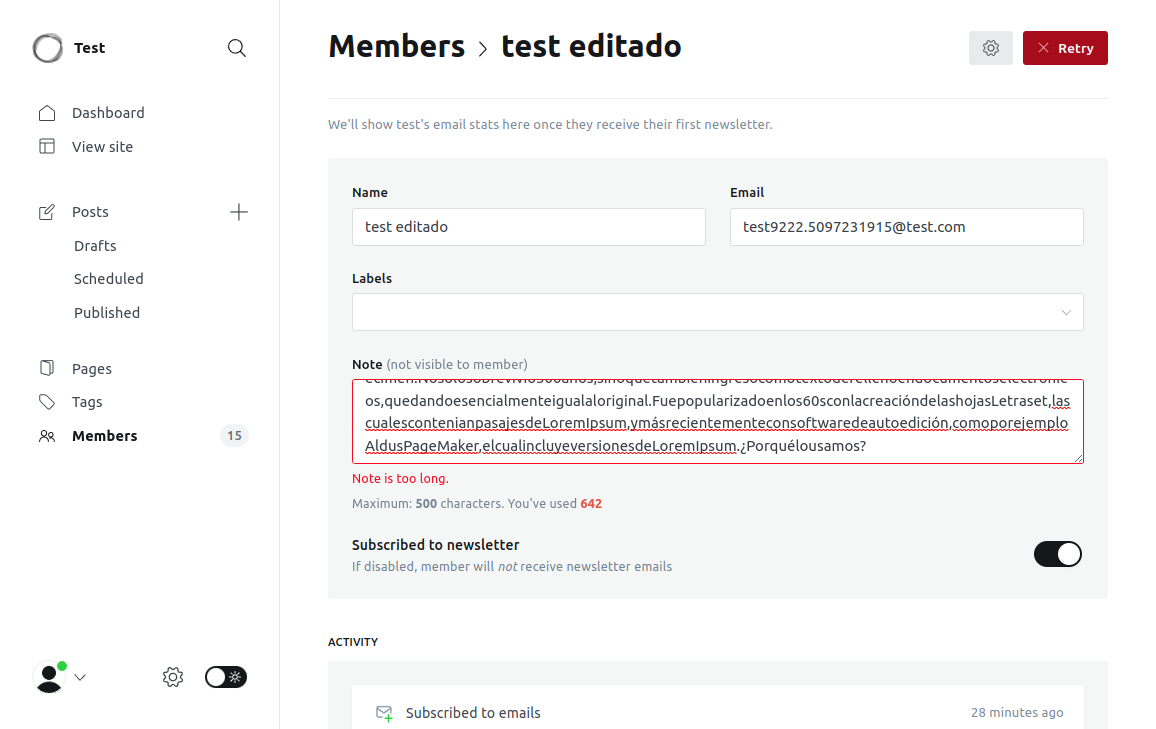 Test
Members > test editado
Retry
Dashboard
View site
We'll show test's email stats here once they receive their first newsletter.
Posts
Drafts
Scheduled
Published
Pages
Tags
Members 15
Name
test editado
Email
test9222.5097231915@test.com
Labels
Note (not visible to member)
os,quedandoesencialmenteigualaloriginal.Fuepopularizadoenlos60sconlacreacióndelashojasLetraset,las
cualescontenianpasajesdeLoremIpsum,ymásrecientementeconsoftwaredeautoedición,comoporejemplo
AldusPageMaker,elcualincluyeversionesdeLoremIpsum.¿Porquélousamos?
Note is too long.
Maximum: 500 characters. You've used 642
Subscribed to newsletter
If disabled, member will not receive newsletter emails
ACTIVITY
Subscribed to emails
28 minutes ago